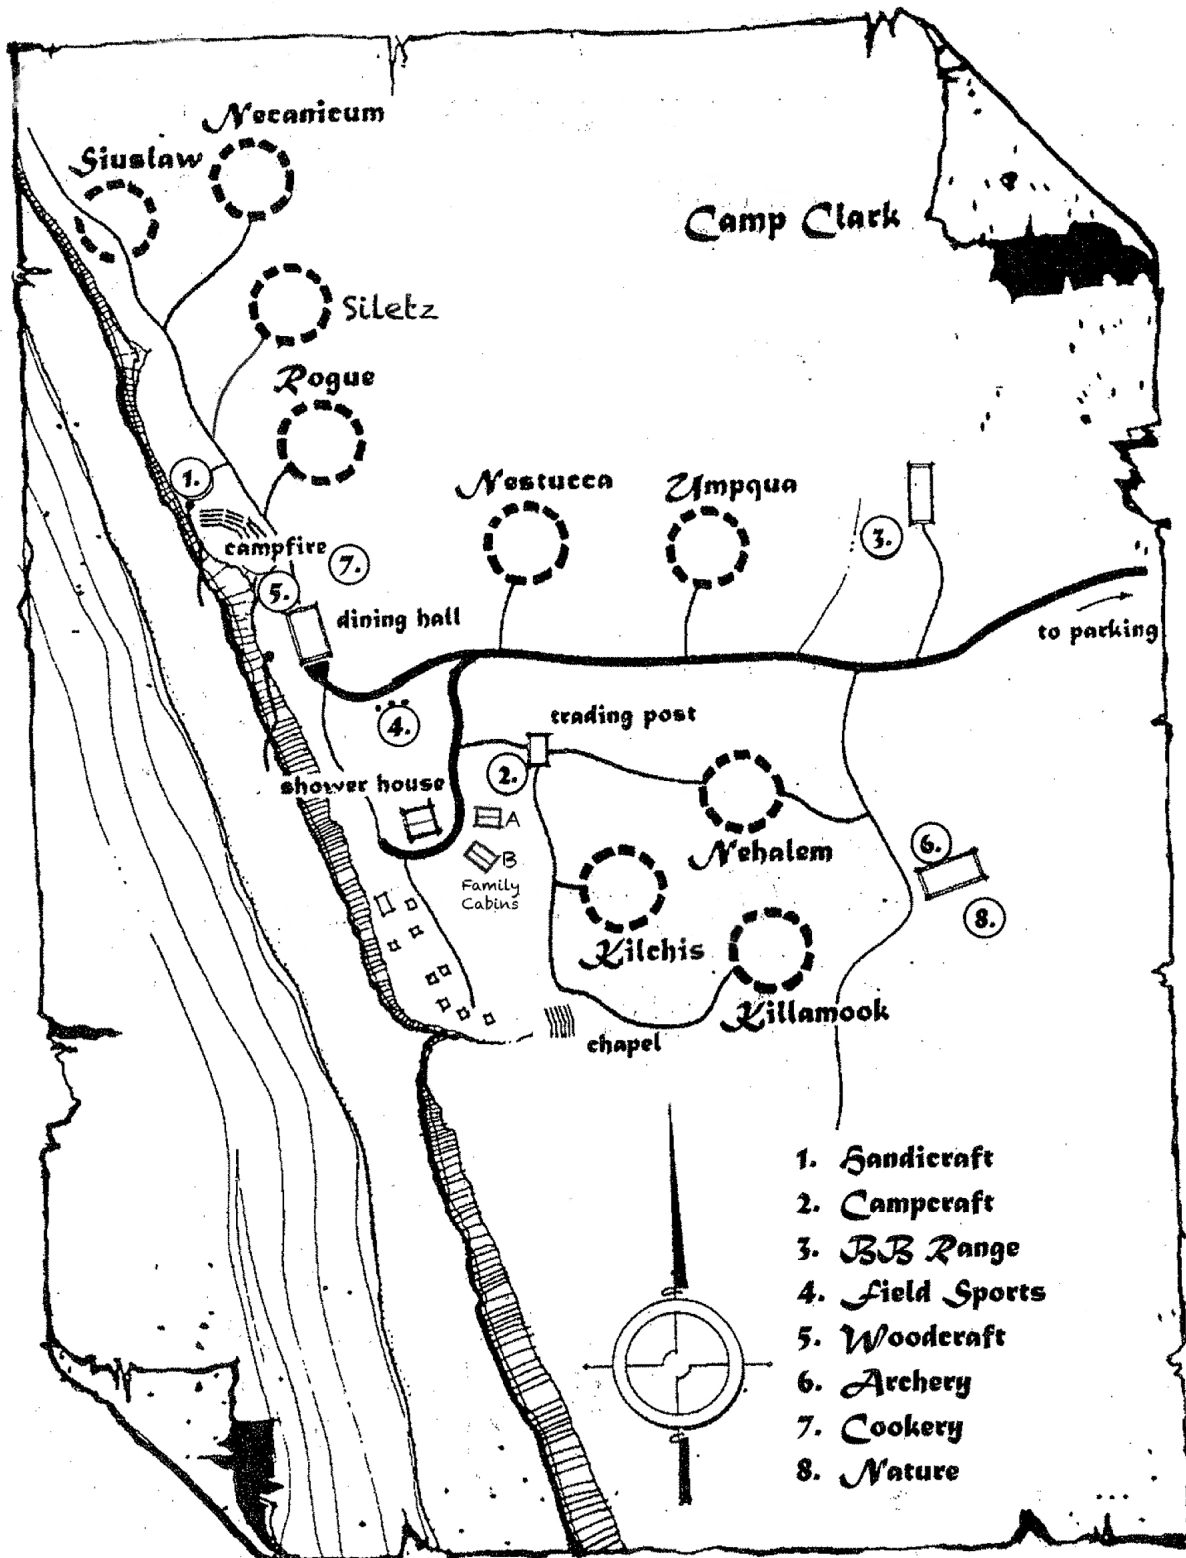 Necanicum
Siuslaw
Camp Clark
Siletz
Rogue
1.
Nestucca
Umpqua
3.
campfire
7.
5.
dining hall
to parking
4.
trading post
2.
shower house
A
B
Family
Cabins
Nehalem
6.
8.
Kilchis
Killamook
chapel
1. Handicraft
2. Campcraft
3. BB Range
4. Field Sports
5. Woodcraft
6. Archery
7. Cookery
8. Nature